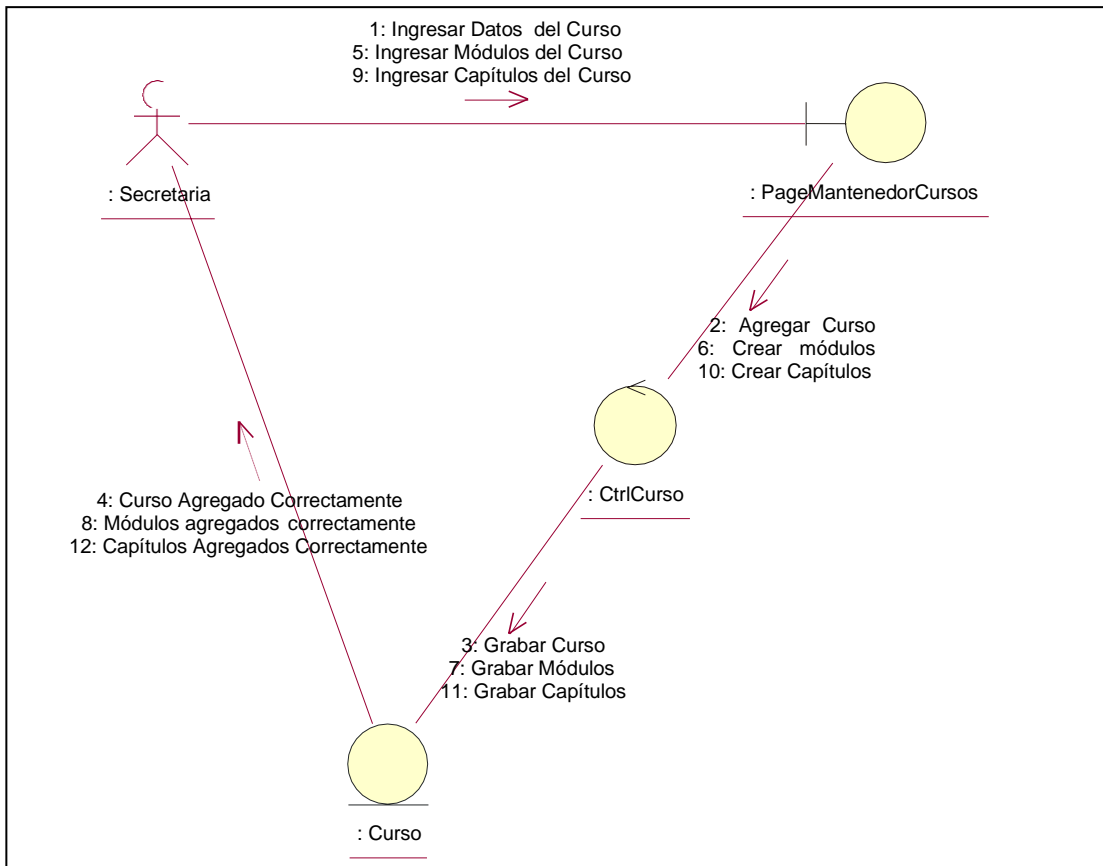 1: Ingresar Datos del Curso
5: Ingresar Módulos del Curso
9: Ingresar Capítulos del Curso
: Secretaria
: PageMantenedorCursos
2: Agregar Curso
6: Crear módulos
10: Crear Capítulos
: CtrlCurso
4: Curso Agregado Correctamente
8: Módulos agregados correctamente
12: Capítulos Agregados Correctamente
3: Grabar Curso
7: Grabar Módulos
11: Grabar Capítulos
: Curso